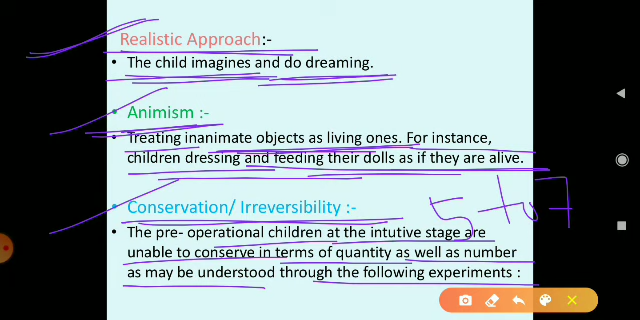 Realistic Approach:-
• The child imagines and do dreaming.
• Animism :-
• Treating inanimate objects as living ones. For instance,
children dressing and feeding their dolls as if they are alive.
• Conservation/ Irreversibility :-
5 to 7
• The pre- operational children at the intutive stage are
unable to conserve in terms of quantity as well as number
as may be understood through the following experiments :